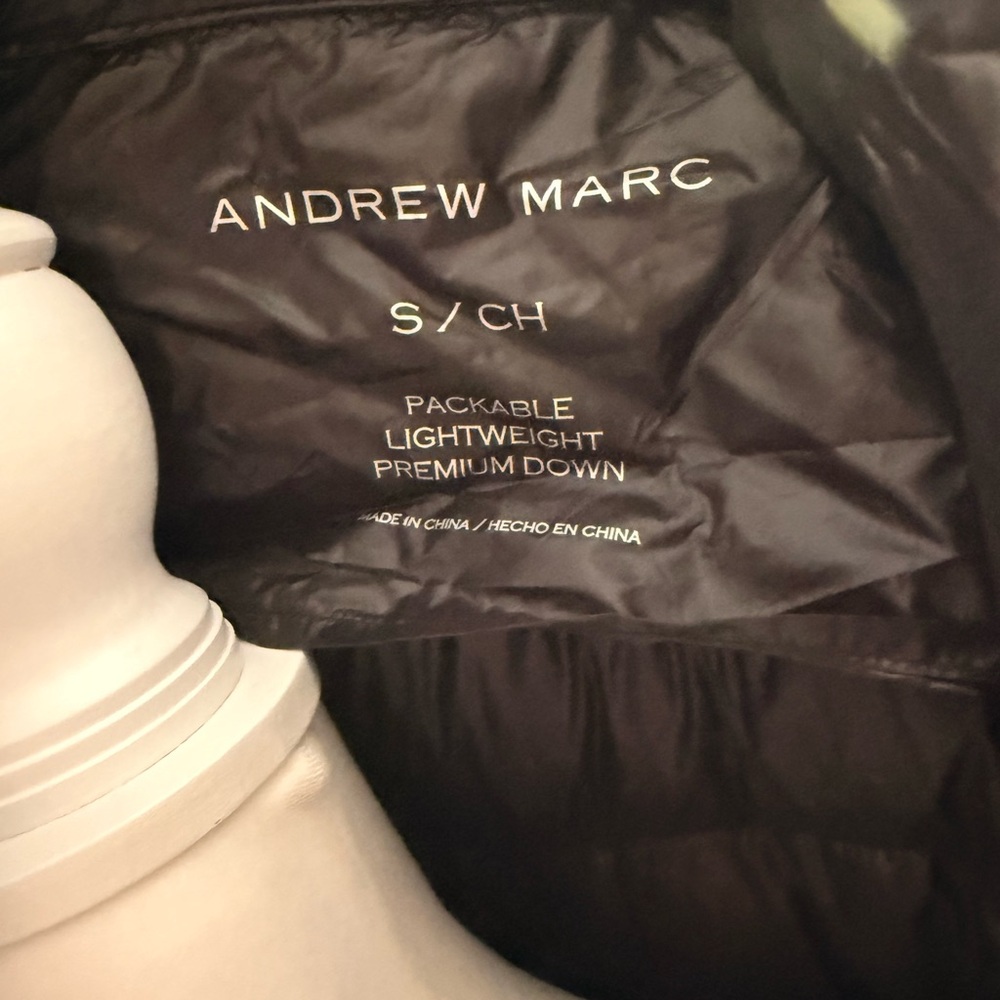 ANDREW MARC
S / CH
PACKABLE
LIGHTWEIGHT
PREMIUM DOWN
MADE IN CHINA / HECHO EN CHINA